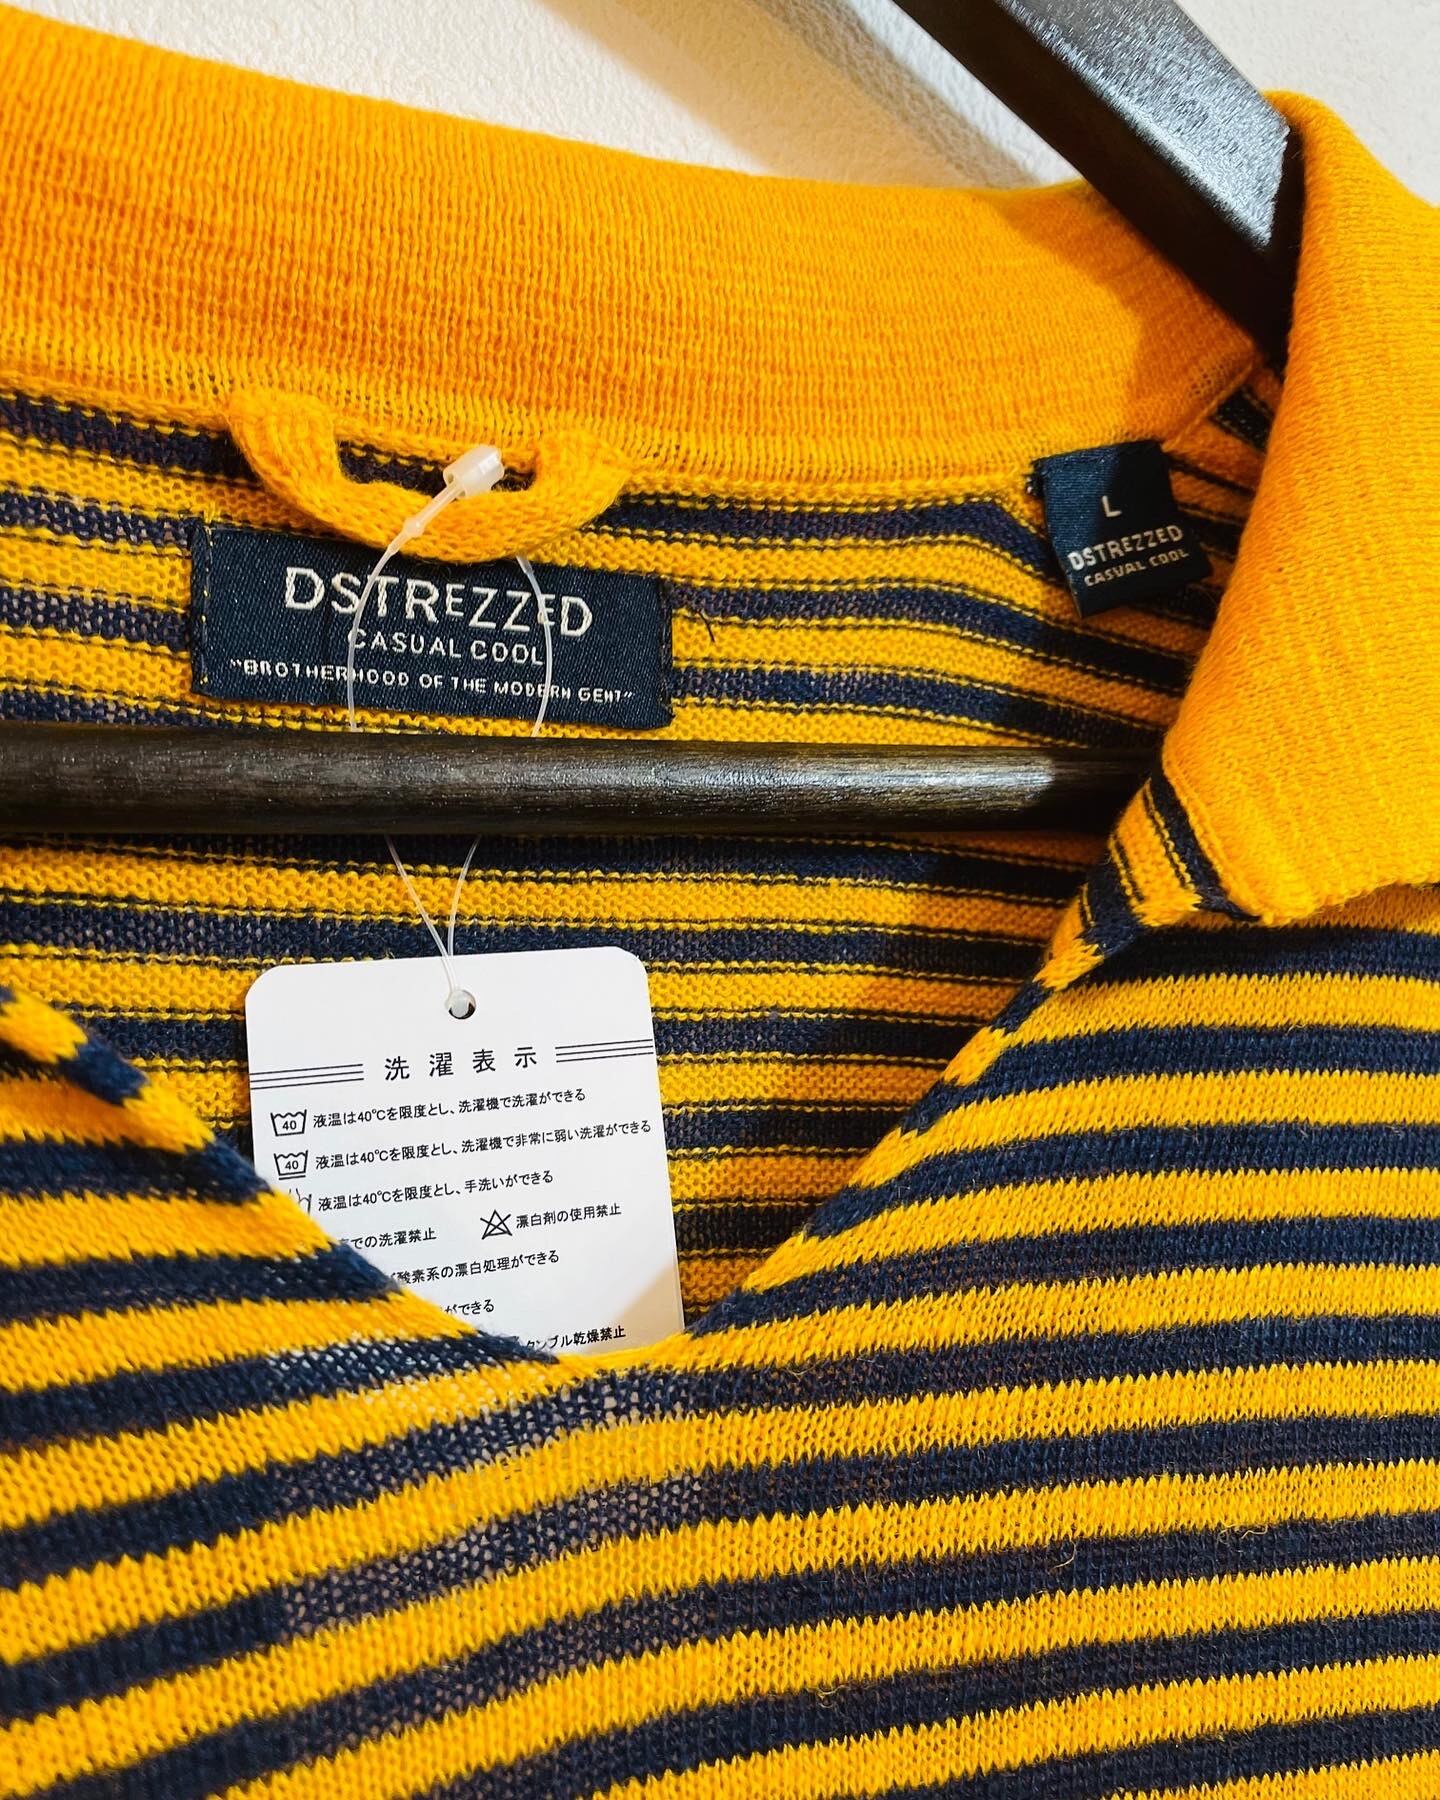 DSTREZZED
CASUAL COOL
"BROTHERHOOD OF THE MODERN GENT"
L
DSTREZZED
CASUAL COOL
洗濯表示
40 液温は40℃を限度とし、洗濯機で洗濯ができる
40 液温は40℃を限度とし、洗濯機で非常に弱い洗濯ができる
液温は40℃を限度とし、手洗いができる
での洗濯禁止 漂白剤の使用禁止
酸素系の漂白処理ができる
ができる
タンブル乾燥禁止